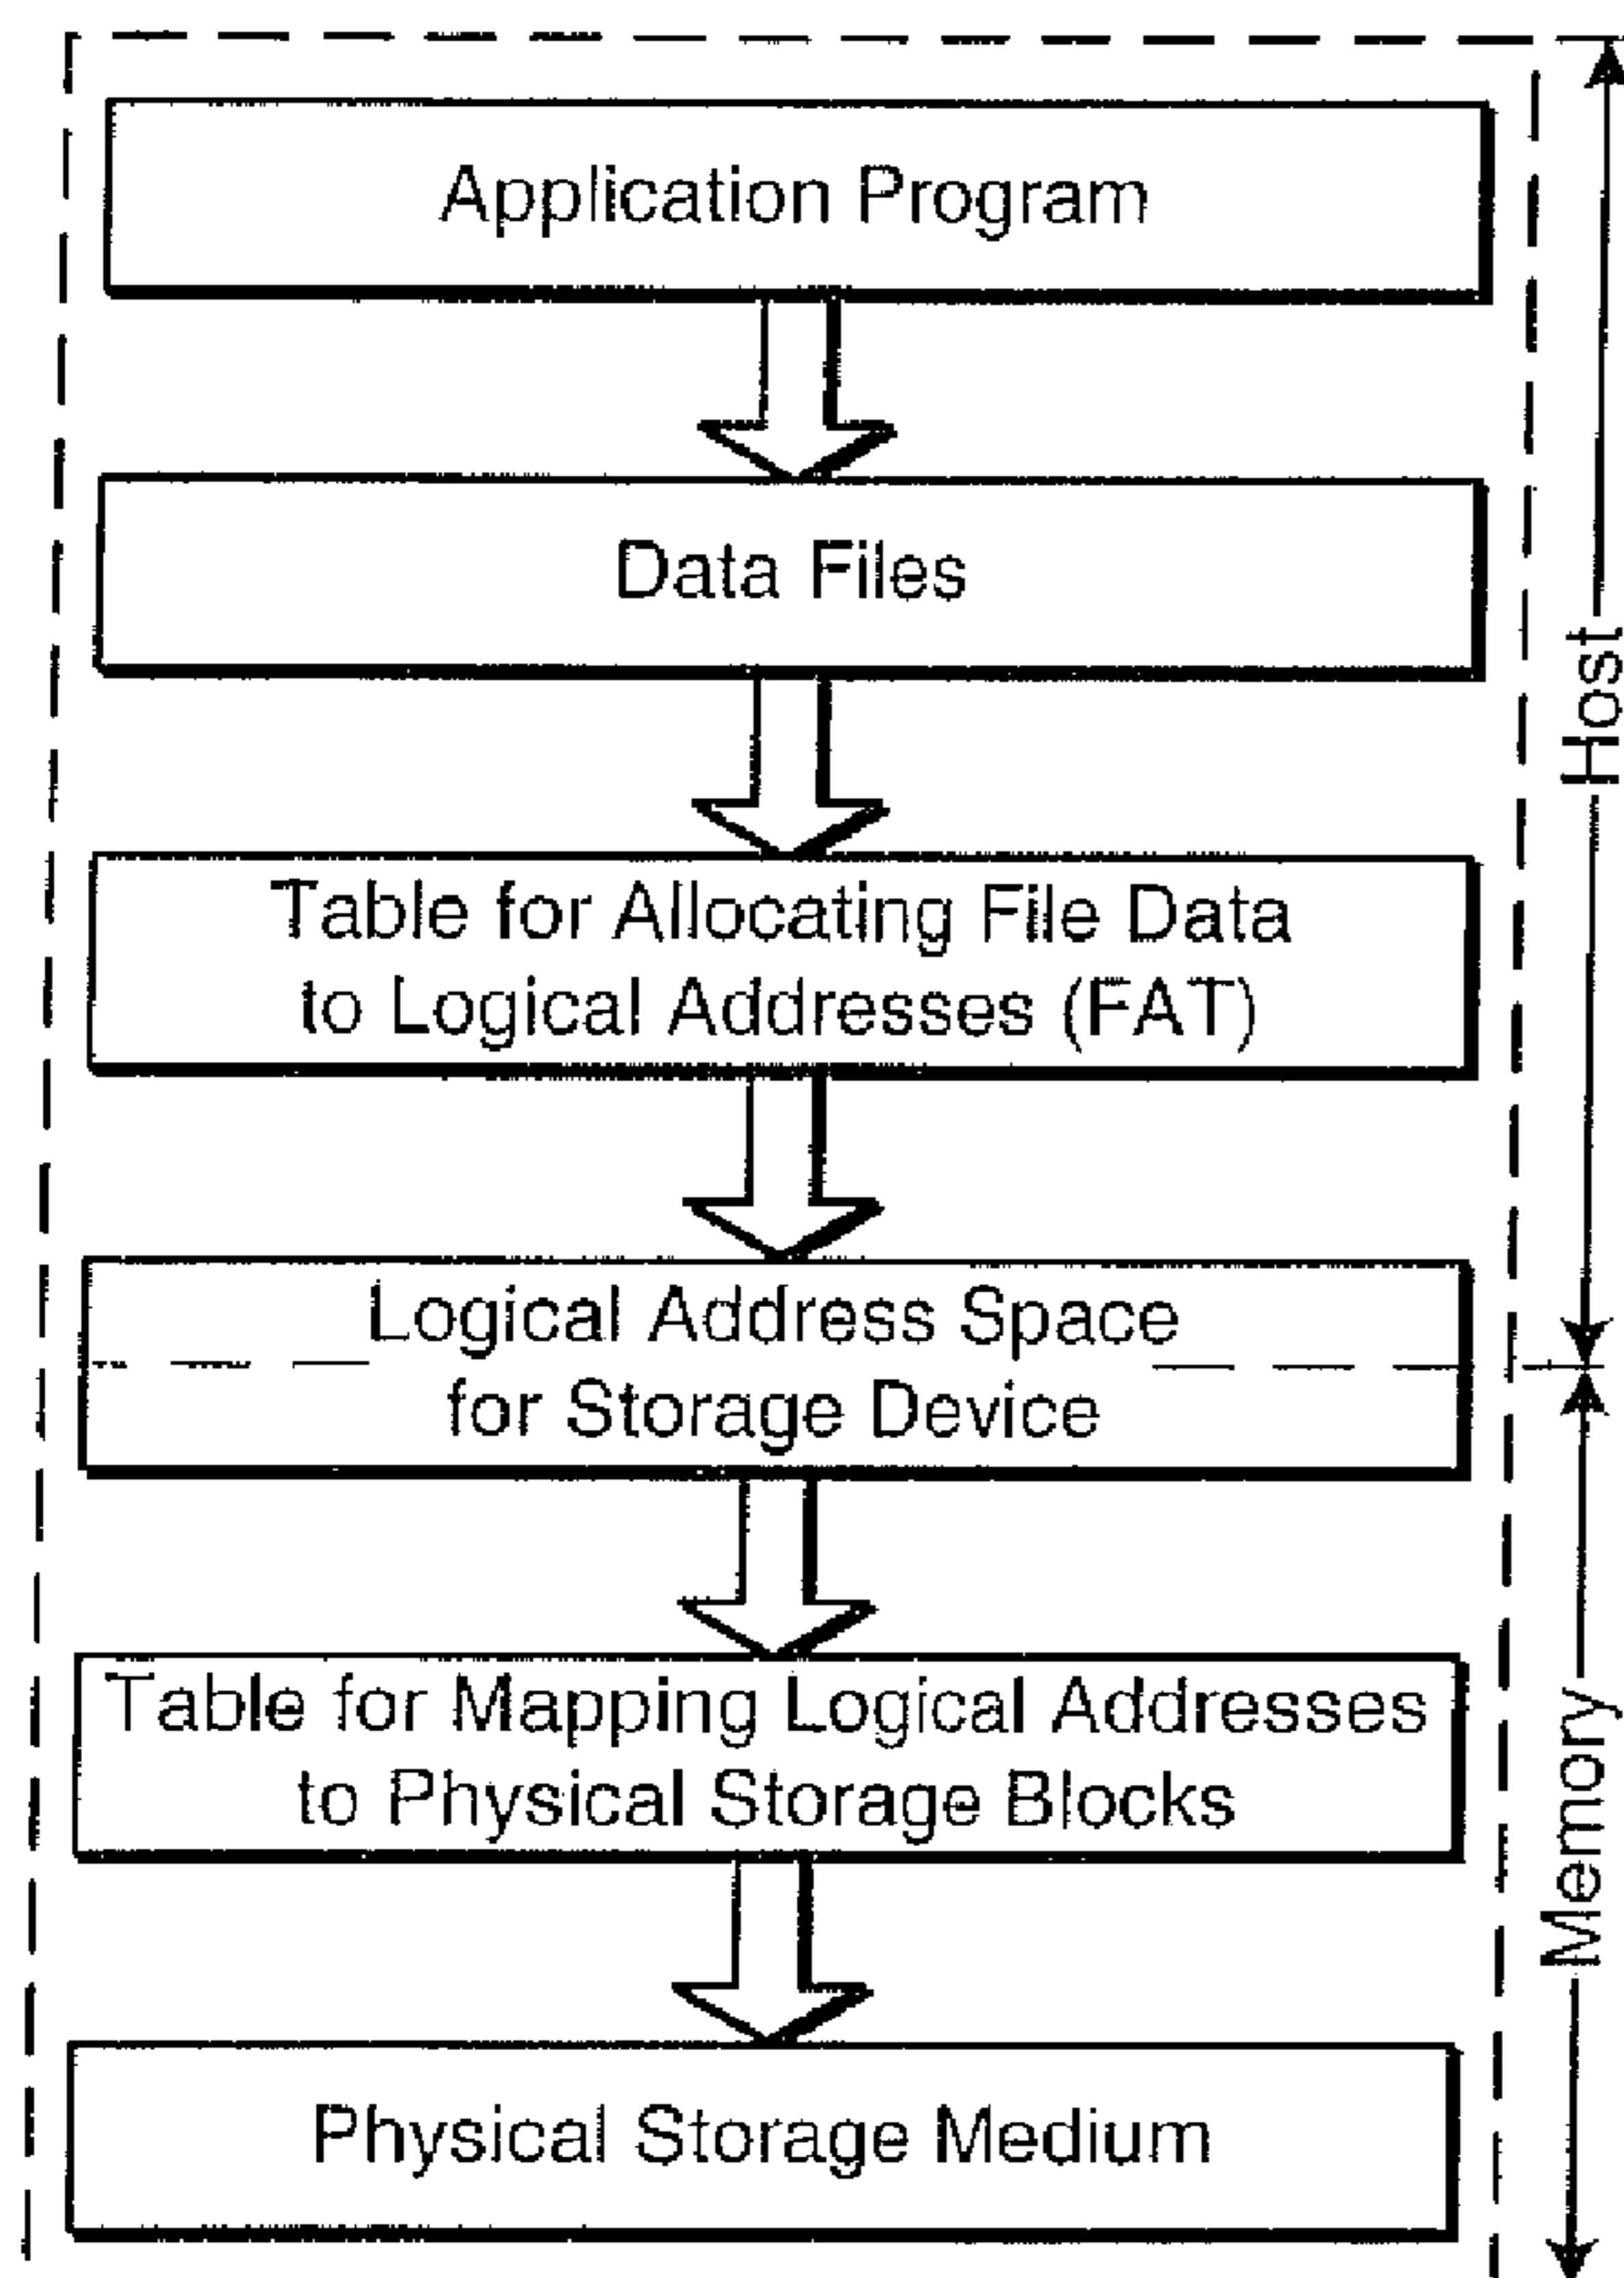 Application Program
Data Files
Table for Allocating File Data
to Logical Addresses (FAT)
Logical Address Space
for Storage Device
Table for Mapping Logical Addresses
to Physical Storage Blocks
Physical Storage Medium
Host
Memory